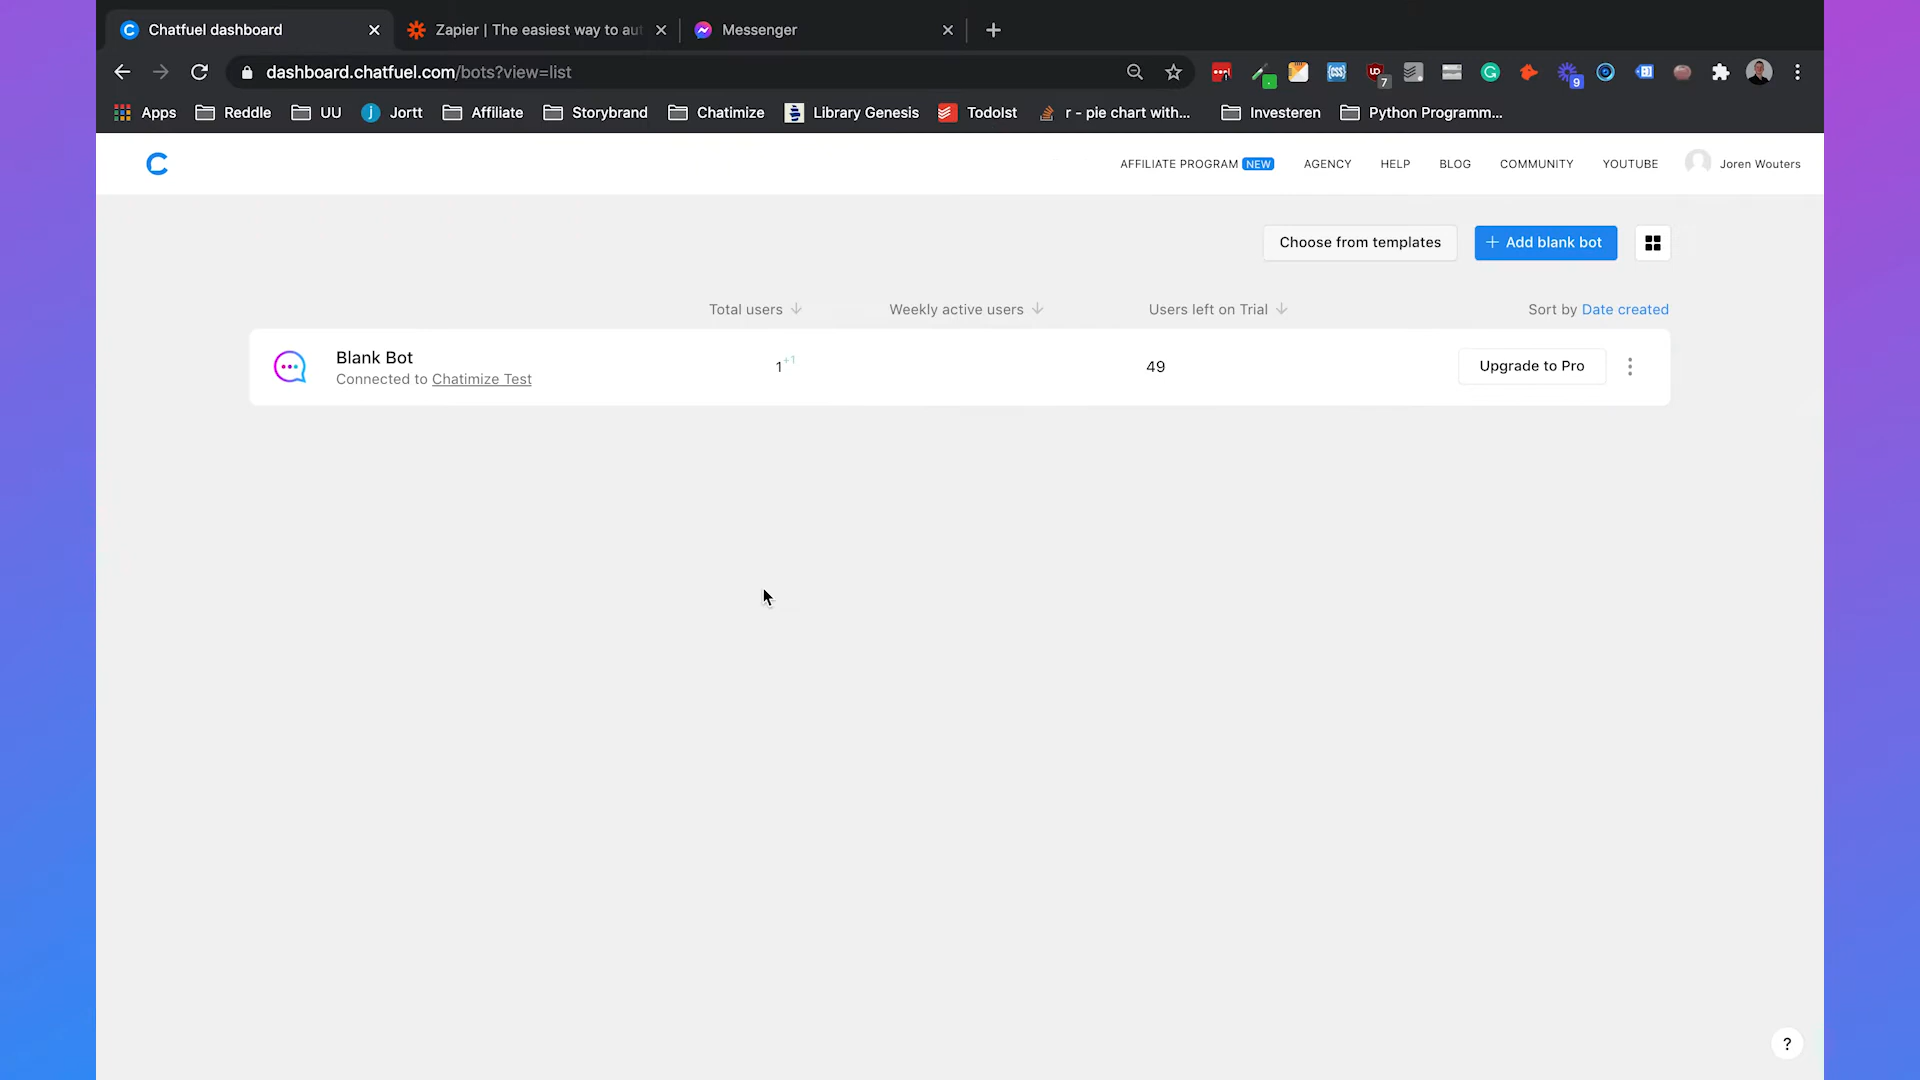 Chatfuel dashboard
Zapier | The easiest way to aut
Messenger
dashboard.chatfuel.com/bots?view=list
7
9
Apps
Reddle
UU
Jortt
Affiliate
Storybrand
Chatimize
Library Genesis
TodoIst
r - pie chart with...
Investeren
Python Programm...
AFFILIATE PROGRAM NEW
AGENCY
HELP
BLOG
COMMUNITY
YOUTUBE
Joren Wouters
Choose from templates
+ Add blank bot
Total users
Weekly active users
Users left on Trial
Sort by Date created
Blank Bot
Connected to Chatimize Test
1 +1
49
Upgrade to Pro
?